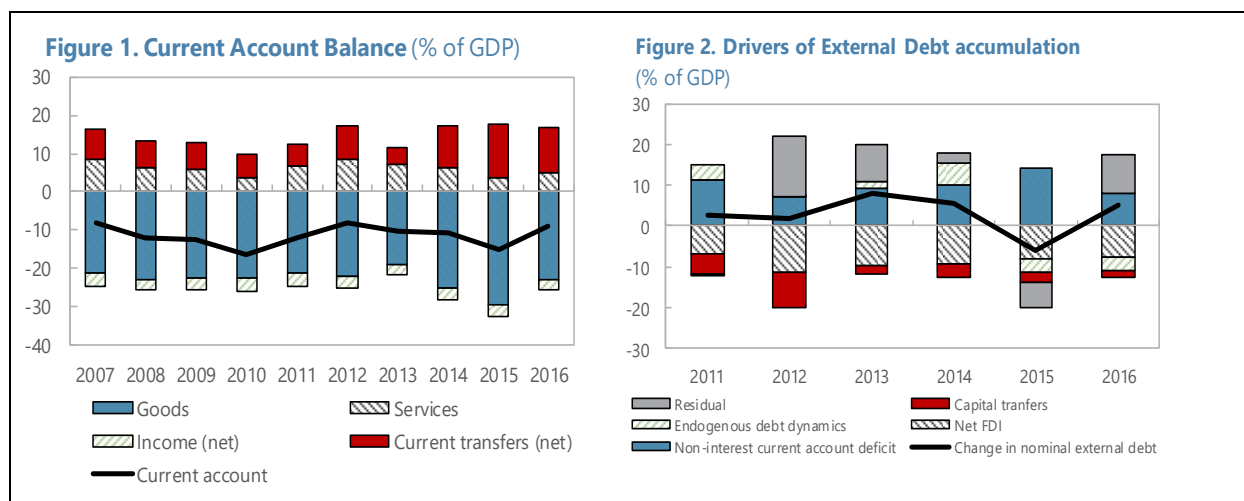 Figure 1. Current Account Balance (% of GDP)
30
20
10
0
-10
-20
-30
-40
2007 2008 2009 2010 2011 2012 2013 2014 2015 2016
Goods Services
Income (net) Current transfers (net)
Current account
Figure 2. Drivers of External Debt accumulation
(% of GDP)
30
20
10
0
-10
-20
-30
2011 2012 2013 2014 2015 2016
Residual Capital tranfers
Endogenous debt dynamics Net FDI
Non-interest current account deficit Change in nominal external debt